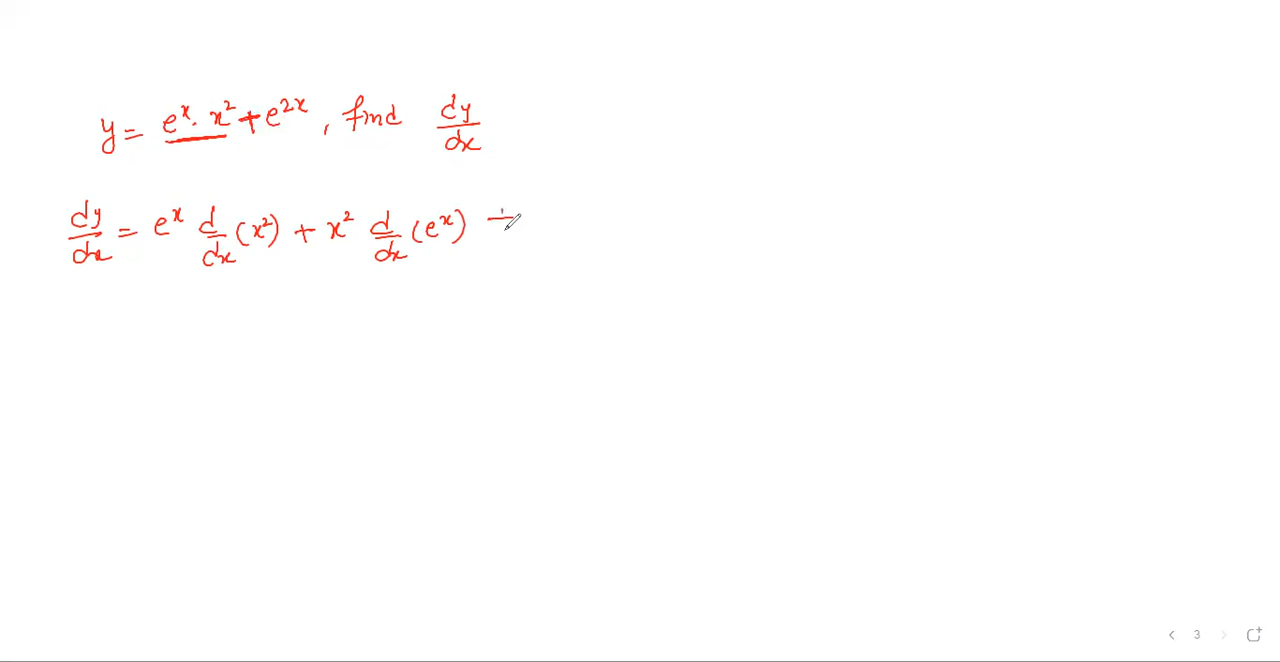 y = e^x · x^2 + e^{2x} , find dy/dx
dy/dx = e^x d/dx (x^2) + x^2 d/dx (e^x) +
3